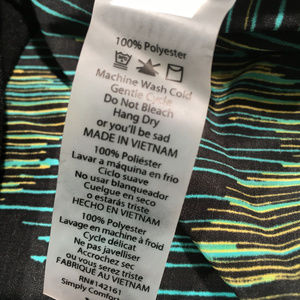 100% Polyester
Machine Wash Cold
Gentle Cycle
Do Not Bleach
Hang Dry
or you'll be sad
MADE IN VIETNAM
100% Poliéster
Lavar a máquina en frio
Ciclo suave
No usar blanqueador
Cuelgue en seco
o estarás triste
HECHO EN VIETNAM
100% Polyester
Lavage en machine à froid
Cycle délicat
Ne pas javelliser
Accrochez sec
ou vous serez triste
FABRIQUÉ AU VIETNAM
RN#142161
Simply Comfort